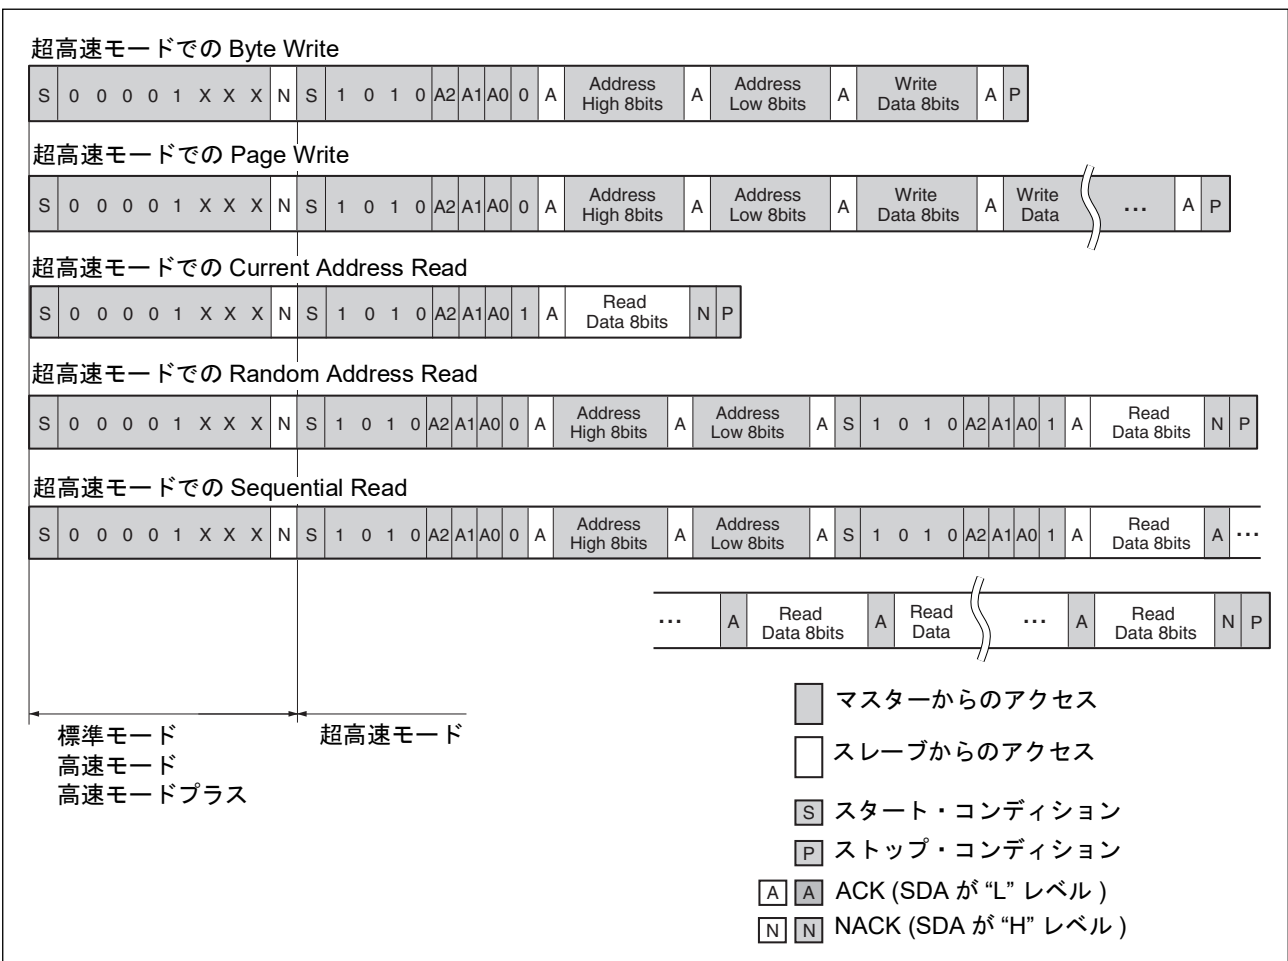 超高速モードでの Byte Write
S 0 0 0 0 1 X X X N S 1 0 1 0 A2 A1 A0 0 A Address High 8bits A Address Low 8bits A Write Data 8bits A P
超高速モードでの Page Write
S 0 0 0 0 1 X X X N S 1 0 1 0 A2 A1 A0 0 A Address High 8bits A Address Low 8bits A Write Data 8bits A Write Data ... A P
超高速モードでの Current Address Read
S 0 0 0 0 1 X X X N S 1 0 1 0 A2 A1 A0 1 A Read Data 8bits N P
超高速モードでの Random Address Read
S 0 0 0 0 1 X X X N S 1 0 1 0 A2 A1 A0 0 A Address High 8bits A Address Low 8bits A S 1 0 1 0 A2 A1 A0 1 A Read Data 8bits N P
超高速モードでの Sequential Read
S 0 0 0 0 1 X X X N S 1 0 1 0 A2 A1 A0 0 A Address High 8bits A Address Low 8bits A S 1 0 1 0 A2 A1 A0 1 A Read Data 8bits A ...
... A Read Data 8bits A Read Data ... A Read Data 8bits N P
標準モード
高速モード
高速モードプラス
超高速モード
マスターからのアクセス
スレーブからのアクセス
S スタート・コンディション
P ストップ・コンディション
A A ACK (SDA が “L” レベル )
N N NACK (SDA が “H” レベル )